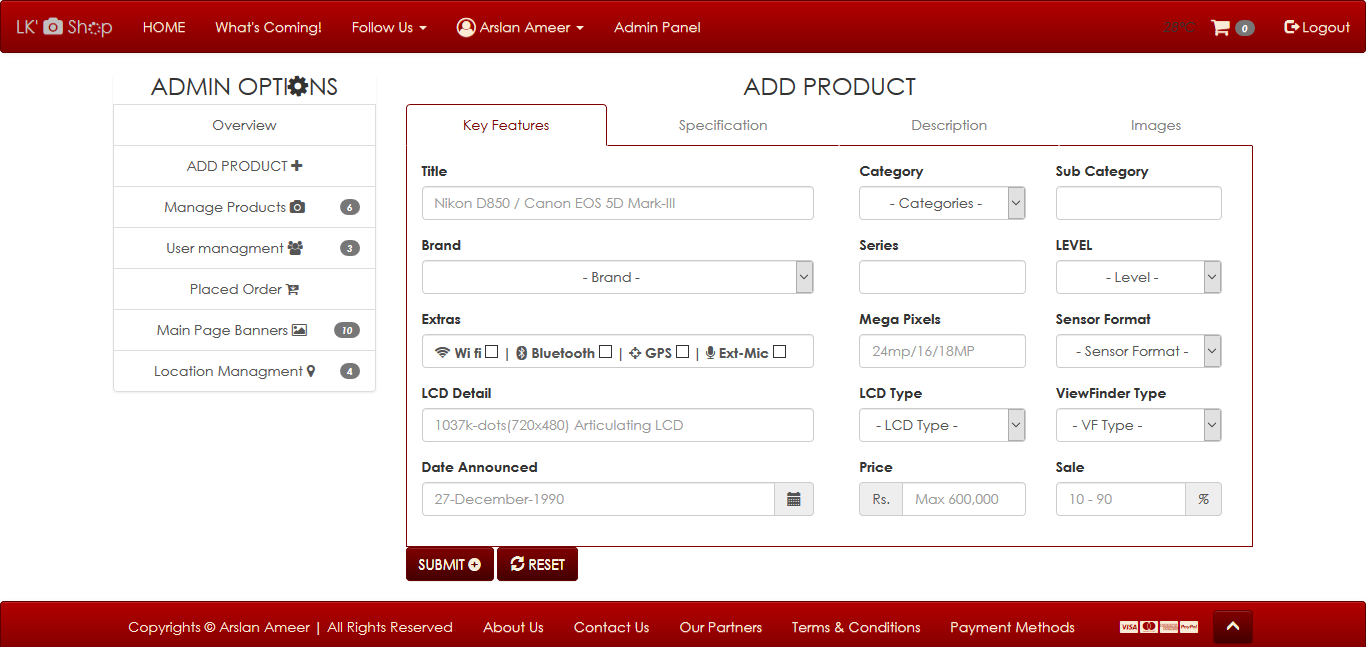 LK' Shop HOME What's Coming! Follow Us Arslan Ameer Admin Panel 0 Logout
ADMIN OPTIONS
Overview
ADD PRODUCT
Manage Products 6
User managment 3
Placed Order
Main Page Banners 10
Location Managment 4
ADD PRODUCT
Key Features Specification Description Images
Title Category Sub Category
Nikon D850 / Canon EOS 5D Mark-III - Categories -
Brand Series LEVEL
- Brand - - Level -
Extras Mega Pixels Sensor Format
Wi fi | Bluetooth | GPS | Ext-Mic 24mp/16/18MP - Sensor Format -
LCD Detail LCD Type ViewFinder Type
1037k-dots(720x480) Articulating LCD - LCD Type - - VF Type -
Date Announced Price Sale
27-December-1990 Rs. Max 600,000 10 - 90 %
SUBMIT RESET
Copyrights © Arslan Ameer | All Rights Reserved About Us Contact Us Our Partners Terms & Conditions Payment Methods VISA PayPal